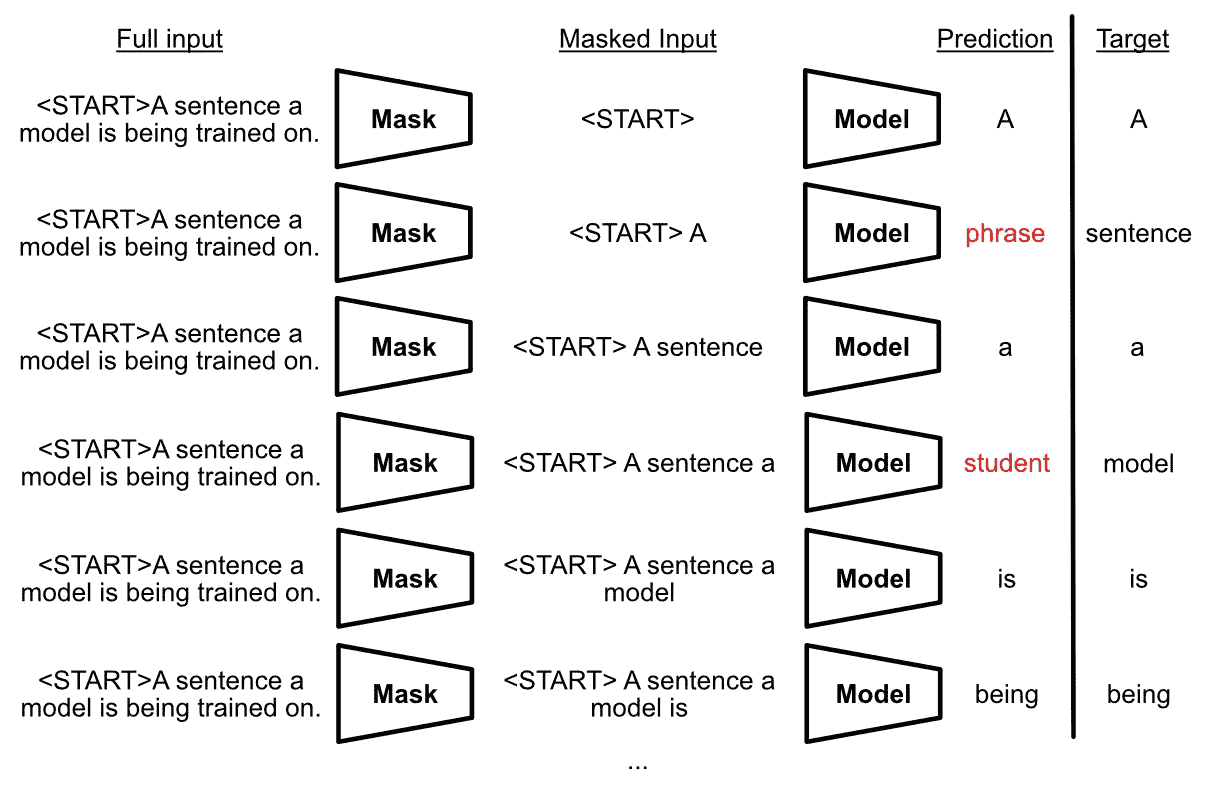 Full input
Masked Input
Prediction
Target
<START>A sentence a
model is being trained on.
Mask
<START>
Model
A
A
<START>A sentence a
model is being trained on.
Mask
<START> A
Model
phrase
sentence
<START>A sentence a
model is being trained on.
Mask
<START> A sentence
Model
a
a
<START>A sentence a
model is being trained on.
Mask
<START> A sentence a
Model
student
model
<START>A sentence a
model is being trained on.
Mask
<START> A sentence a
model
Model
is
is
<START>A sentence a
model is being trained on.
Mask
<START> A sentence a
model is
Model
being
being
...